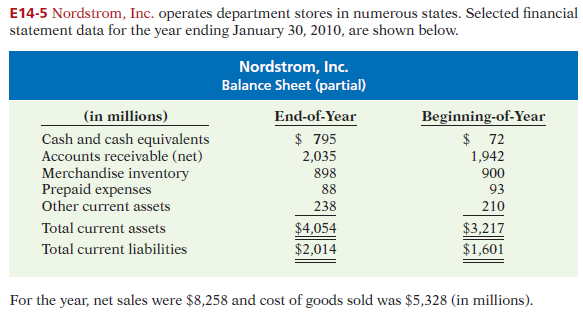 E14-5 Nordstrom, Inc. operates department stores in numerous states. Selected financial
statement data for the year ending January 30, 2010, are shown below.
Nordstrom, Inc.
Balance Sheet (partial)
(in millions) End-of-Year Beginning-of-Year
Cash and cash equivalents $ 795 $ 72
Accounts receivable (net) 2,035 1,942
Merchandise inventory 898 900
Prepaid expenses 88 93
Other current assets 238 210
Total current assets $4,054 $3,217
Total current liabilities $2,014 $1,601
For the year, net sales were $8,258 and cost of goods sold was $5,328 (in millions).